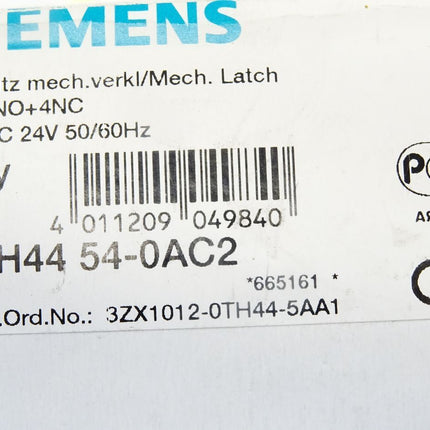 IEMENS
tz mech.verkl/Mech. Latch
NO+4NC
C 24V 50/60Hz
4 011209 049840
H44 54-0AC2
*665161 *
.Ord.No.: 3ZX1012-0TH44-5AA1